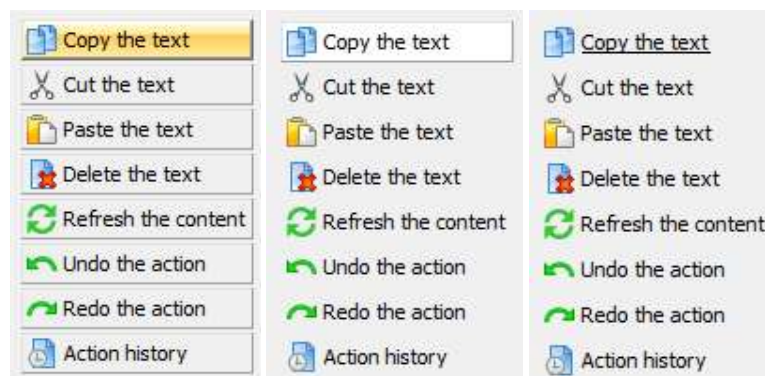 Copy the text
Cut the text
Paste the text
Delete the text
Refresh the content
Undo the action
Redo the action
Action history
Copy the text
Cut the text
Paste the text
Delete the text
Refresh the content
Undo the action
Redo the action
Action history
Copy the text
Cut the text
Paste the text
Delete the text
Refresh the content
Undo the action
Redo the action
Action history